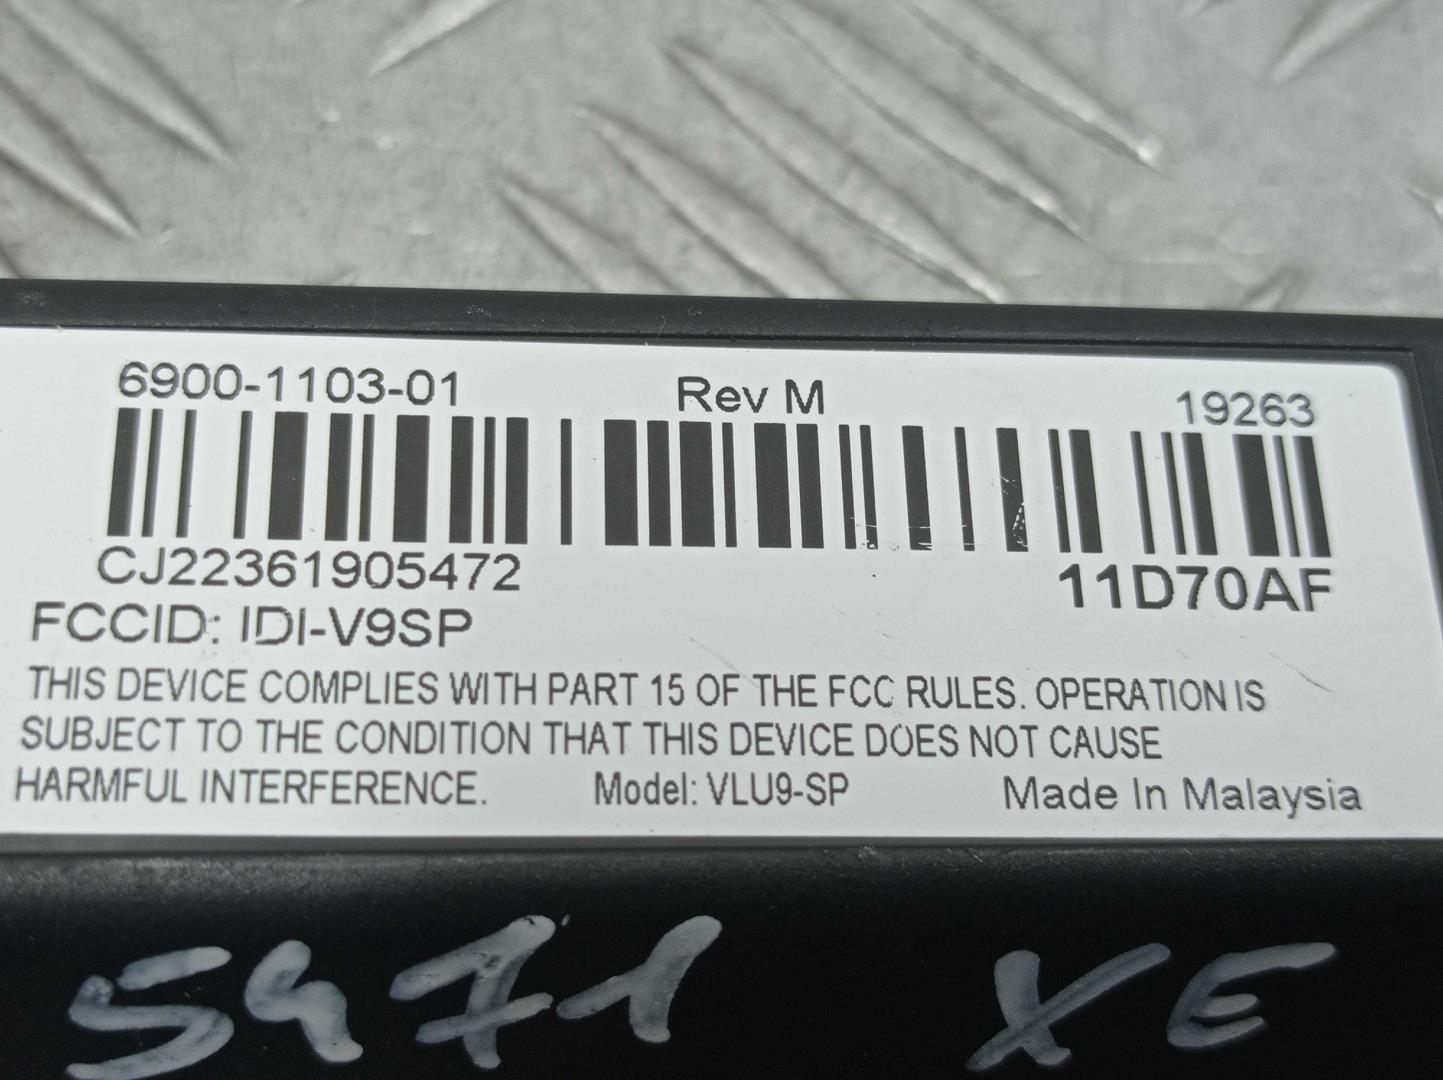 6900-1103-01 Rev M 19263
CJ22361905472 11D70AF
FCCID: IDI-V9SP
THIS DEVICE COMPLIES WITH PART 15 OF THE FCC RULES. OPERATION IS
SUBJECT TO THE CONDITION THAT THIS DEVICE DOES NOT CAUSE
HARMFUL INTERFERENCE. Model: VLU9-SP Made In Malaysia
5471 XE